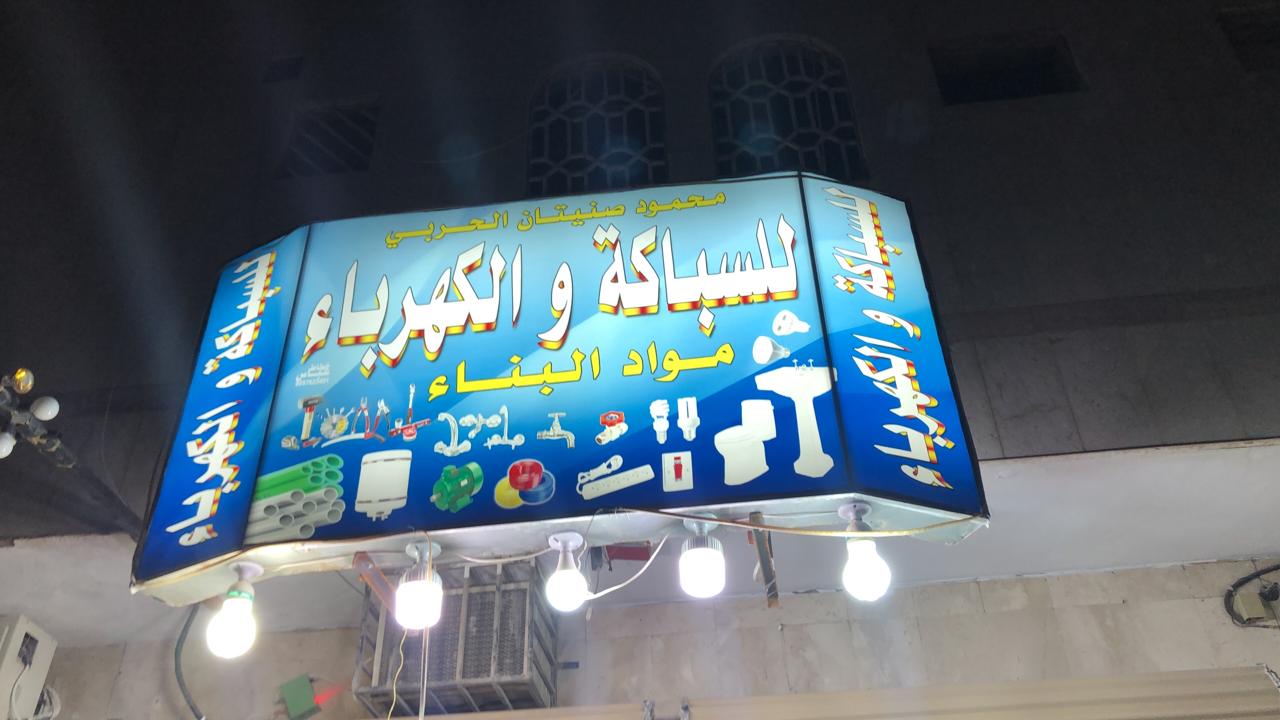 محمود صنيتان الحربي
للسباكة و الكهرباء
مواد البناء
للسباكة و الكهرباء
للسباكة و الكهرباء